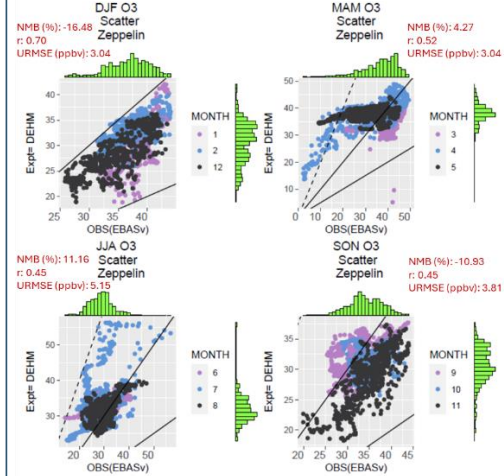 DJF O3
Scatter
Zeppelin
NMB (%): -16.48
r: 0.70
URMSE (ppbv): 3.04
Expt= DEHM
40
35
30
25
20
25 30 35 40
OBS(EBASv)
MONTH
1
2
12
MAM O3
Scatter
Zeppelin
NMB (%): 4.27
r: 0.52
URMSE (ppbv): 3.04
Expt= DEHM
50
40
30
20
10
0 10 20 30 40 50
OBS(EBASv)
MONTH
3
4
5
JJA O3
Scatter
Zeppelin
NMB (%): 11.16
r: 0.45
URMSE (ppbv): 5.15
Expt= DEHM
50
40
30
30 40 50
OBS(EBASv)
MONTH
6
7
8
SON O3
Scatter
Zeppelin
NMB (%): -10.93
r: 0.45
URMSE (ppbv): 3.81
Expt= DEHM
35
30
25
20
20 25 30 35 40 45
OBS(EBASv)
MONTH
9
10
11